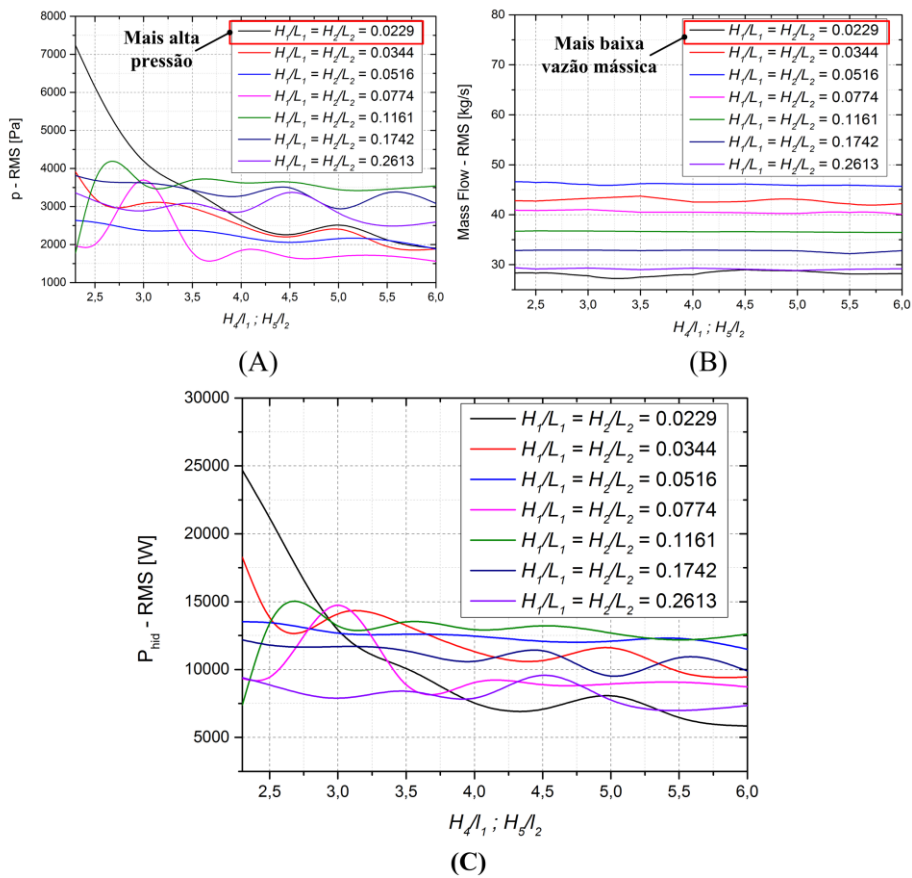 8000
7000
6000
5000
4000
3000
2000
1000
p - RMS [Pa]
Mais alta
pressão
H₁/L₁ = H₂/L₂ = 0.0229
H₁/L₁ = H₂/L₂ = 0.0344
H₁/L₁ = H₂/L₂ = 0.0516
H₁/L₁ = H₂/L₂ = 0.0774
H₁/L₁ = H₂/L₂ = 0.1161
H₁/L₁ = H₂/L₂ = 0.1742
H₁/L₁ = H₂/L₂ = 0.2613
2,5 3,0 3,5 4,0 4,5 5,0 5,5 6,0
H₄/l₁ ; H₅/l₂
(A)
80
70
60
50
40
30
Mass Flow - RMS [kg/s]
Mais baixa
vazão mássica
H₁/L₁ = H₂/L₂ = 0.0229
H₁/L₁ = H₂/L₂ = 0.0344
H₁/L₁ = H₂/L₂ = 0.0516
H₁/L₁ = H₂/L₂ = 0.0774
H₁/L₁ = H₂/L₂ = 0.1161
H₁/L₁ = H₂/L₂ = 0.1742
H₁/L₁ = H₂/L₂ = 0.2613
2,5 3,0 3,5 4,0 4,5 5,0 5,5 6,0
H₄/l₁ ; H₅/l₂
(B)
30000
25000
20000
15000
10000
5000
P_hid - RMS [W]
H₁/L₁ = H₂/L₂ = 0.0229
H₁/L₁ = H₂/L₂ = 0.0344
H₁/L₁ = H₂/L₂ = 0.0516
H₁/L₁ = H₂/L₂ = 0.0774
H₁/L₁ = H₂/L₂ = 0.1161
H₁/L₁ = H₂/L₂ = 0.1742
H₁/L₁ = H₂/L₂ = 0.2613
2,5 3,0 3,5 4,0 4,5 5,0 5,5 6,0
H₄/l₁ ; H₅/l₂
(C)